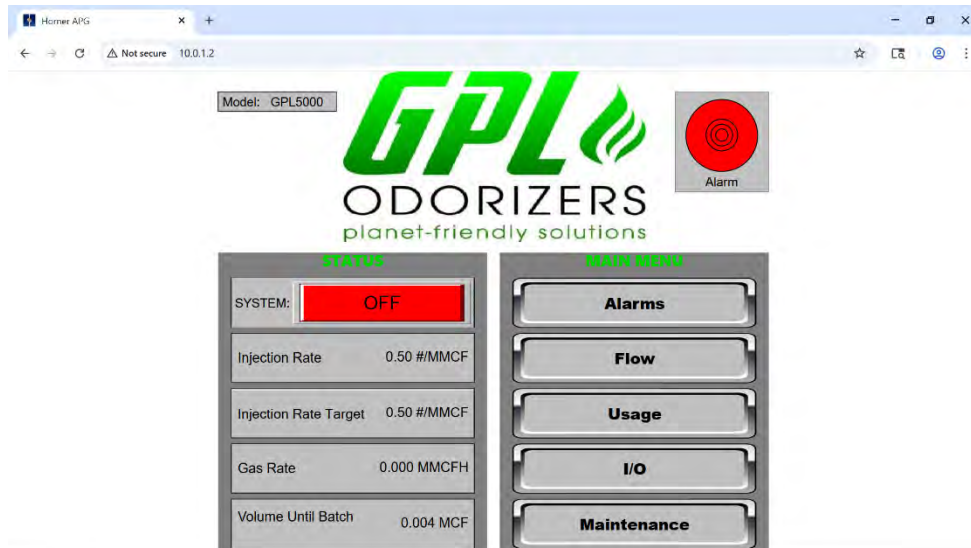 Horner APG
Not secure 10.0.1.2
Model: GPL5000
GPL
ODORIZERS
planet-friendly solutions
Alarm
STATUS
SYSTEM: OFF
Injection Rate 0.50 #/MMCF
Injection Rate Target 0.50 #/MMCF
Gas Rate 0.000 MMCFH
Volume Until Batch 0.004 MCF
MAIN MENU
Alarms
Flow
Usage
I/O
Maintenance